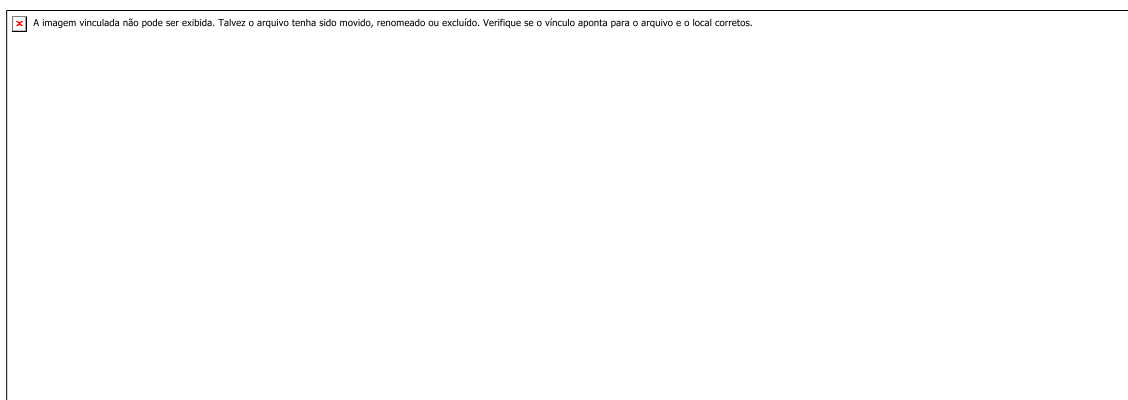 A imagem vinculada não pode ser exibida. Talvez o arquivo tenha sido movido, renomeado ou excluído. Verifique se o vínculo aponta para o arquivo e o local corretos.